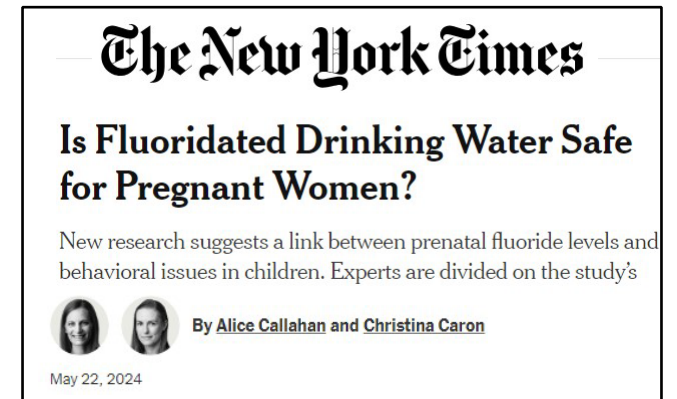 The New York Times
Is Fluoridated Drinking Water Safe
for Pregnant Women?
New research suggests a link between prenatal fluoride levels and
behavioral issues in children. Experts are divided on the study’s
By Alice Callahan and Christina Caron
May 22, 2024